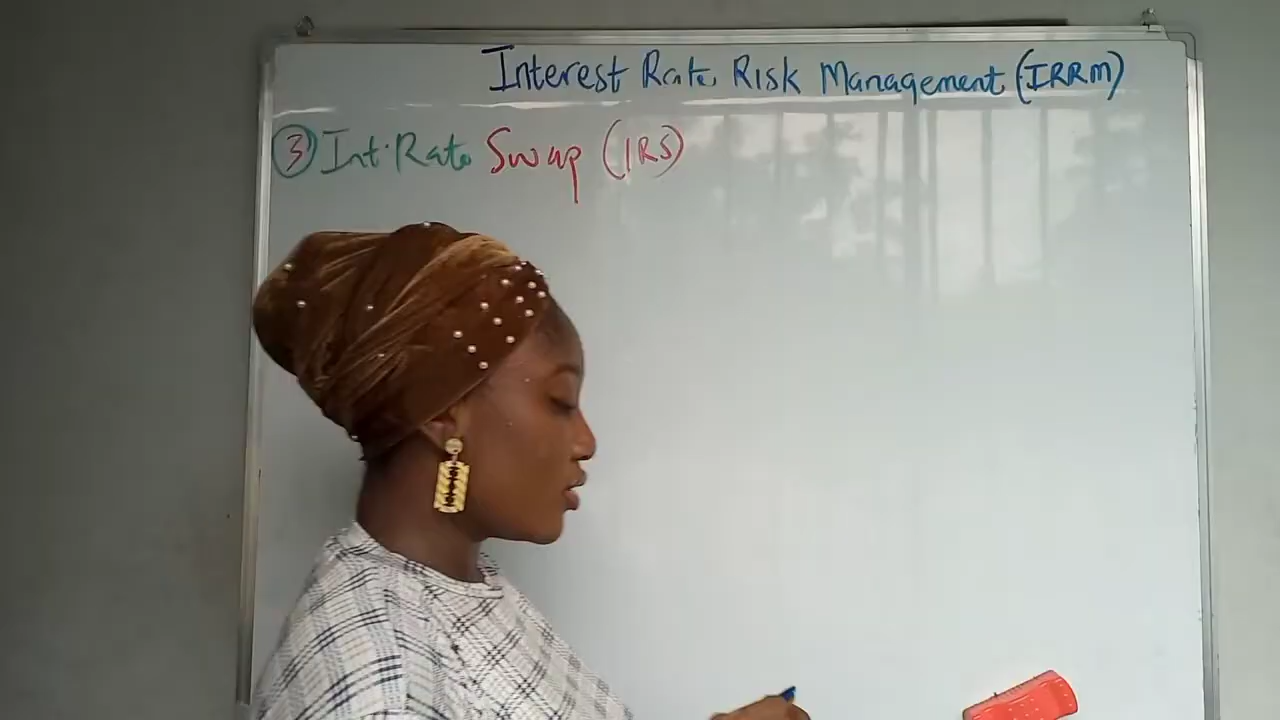 Interest Rate Risk Management (IRRM)
3 Int. Rate Swap (IRS)